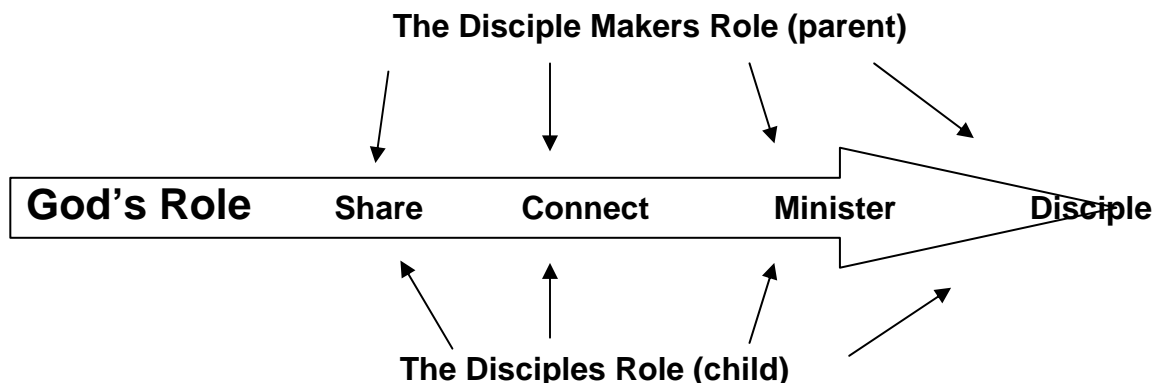 The Disciple Makers Role (parent)
God’s Role Share Connect Minister Disciple
The Disciples Role (child)